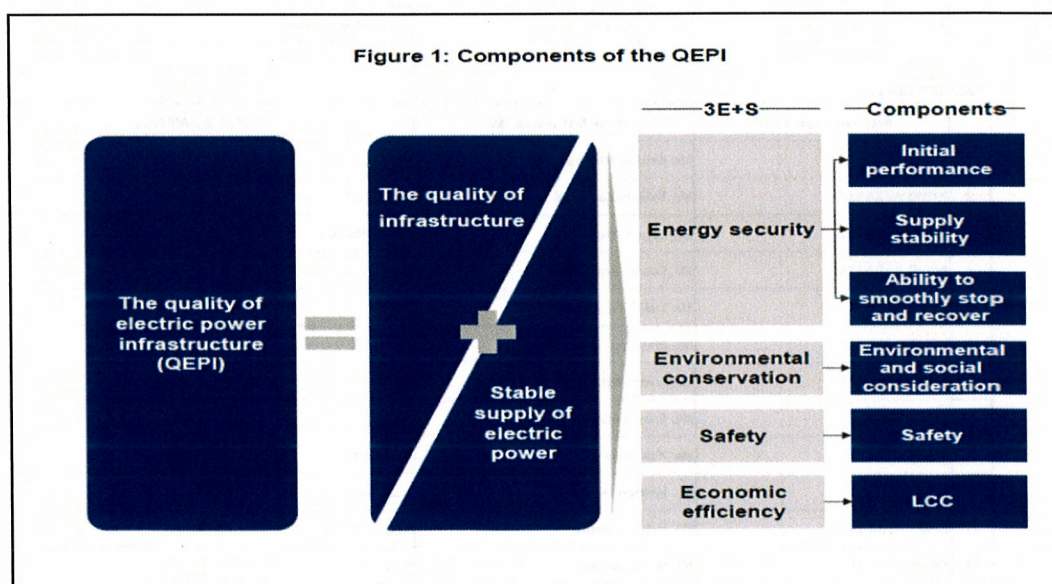 Figure 1: Components of the QEPI
The quality of
electric power
infrastructure
(QEPI)
The quality of
infrastructure
Stable
supply of
electric
power
3E+S
Components
Energy security
Initial
performance
Supply
stability
Ability to
smoothly stop
and recover
Environmental
conservation
Environmental
and social
consideration
Safety
Safety
Economic
efficiency
LCC